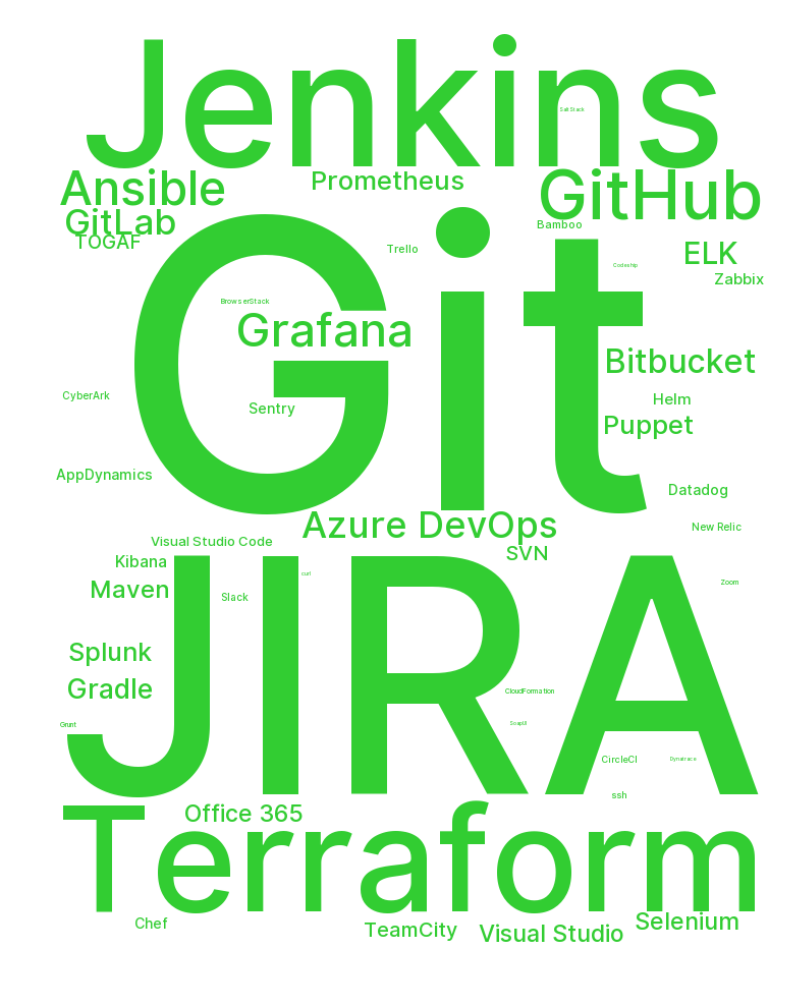 Jenkins
SaltStack
Ansible
Prometheus
GitHub
GitLab
TOGAF
Bamboo
Trello
ELK
Codeship
Zabbix
Git
BrowserStack
Grafana
Bitbucket
CyberArk
Helm
Sentry
Puppet
AppDynamics
Datadog
Azure DevOps
New Relic
Visual Studio Code
SVN
Kibana
curl
Zoom
Maven
Slack
JIRA
Splunk
Gradle
CloudFormation
Grunt
SoapUI
CircleCI
Dynatrace
ssh
Office 365
Terraform
Chef
TeamCity
Visual Studio
Selenium